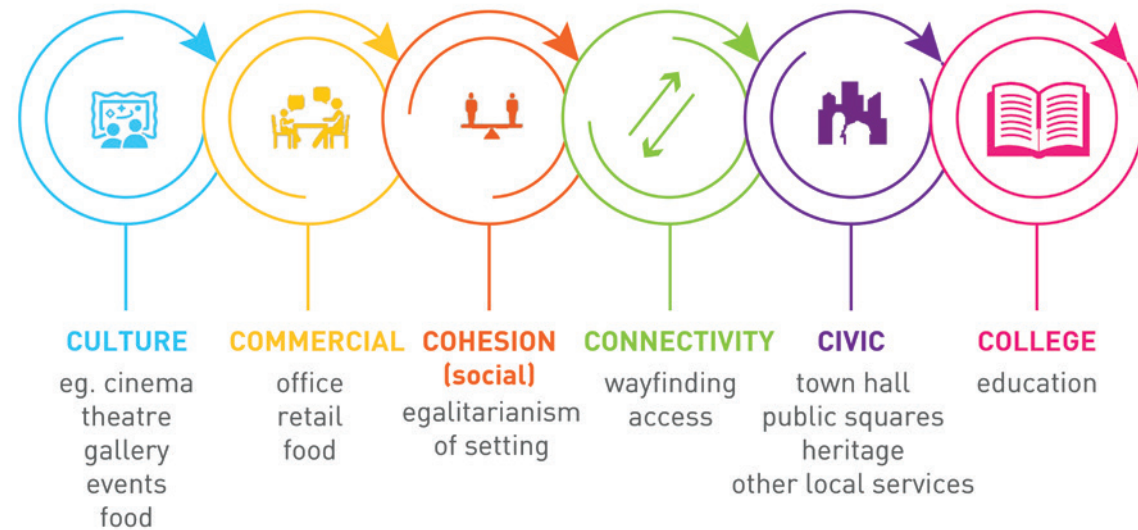 CULTURE
eg. cinema
theatre
gallery
events
food
COMMERCIAL
office
retail
food
COHESION
(social)
egalitarianism
of setting
CONNECTIVITY
wayfinding
access
CIVIC
town hall
public squares
heritage
other local services
COLLEGE
education